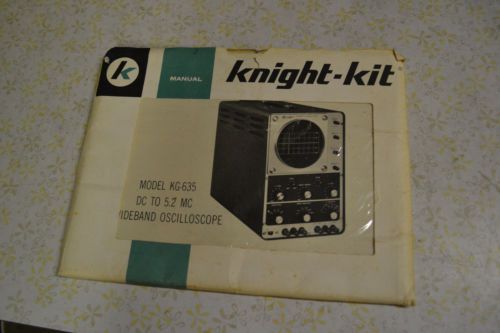 k
MANUAL
knight-kit
MODEL KG-635
DC TO 5.2 MC
IDEBAND OSCILLOSCOPE